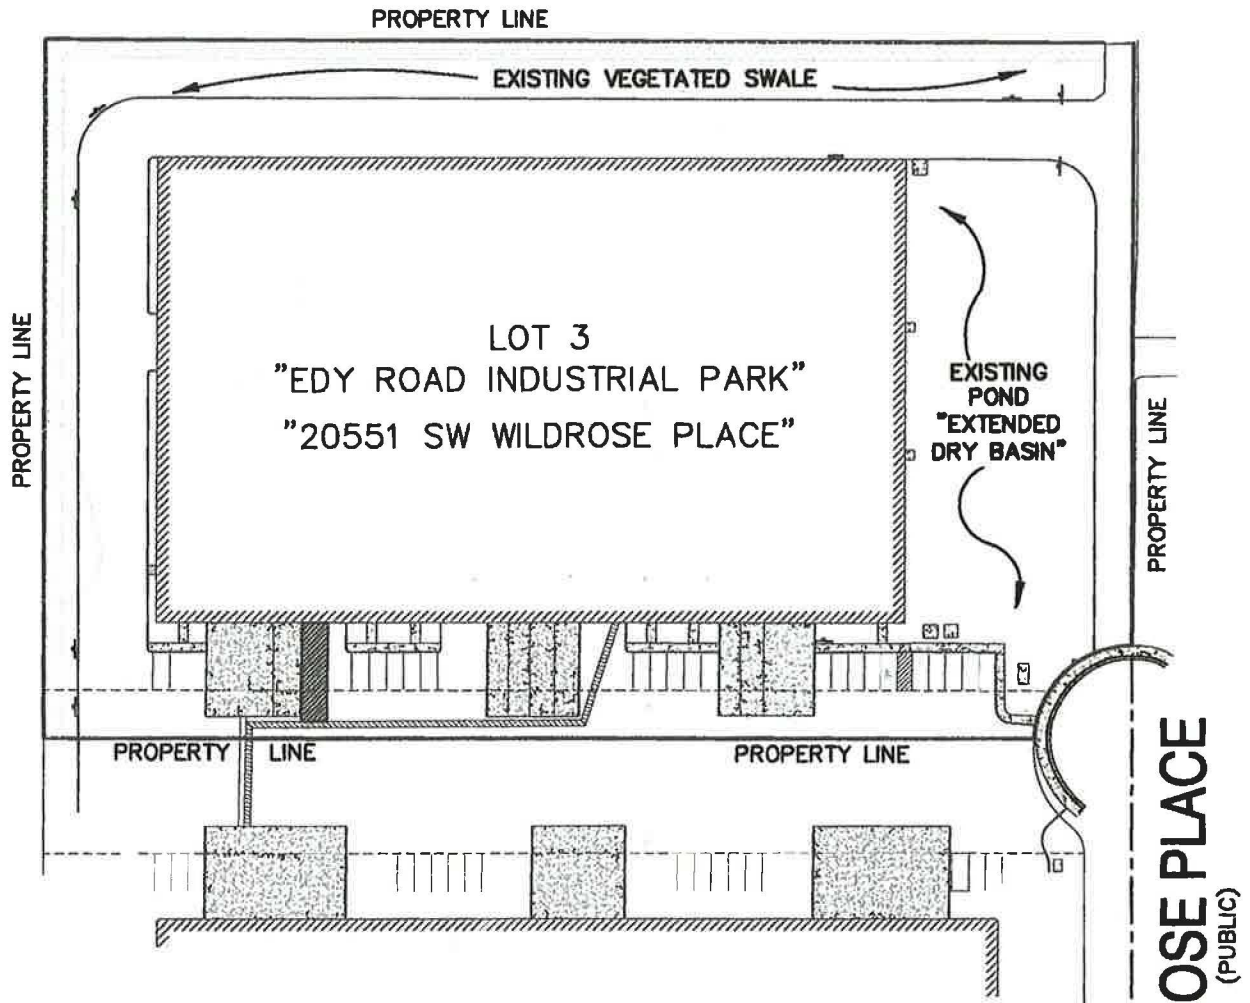 PROPERTY LINE
EXISTING VEGETATED SWALE
PROPERTY LINE
LOT 3
"EDY ROAD INDUSTRIAL PARK"
"20551 SW WILDROSE PLACE"
EXISTING
POND
"EXTENDED
DRY BASIN"
PROPERTY LINE
PROPERTY LINE
PROPERTY LINE
OSE PLACE
(PUBLIC)